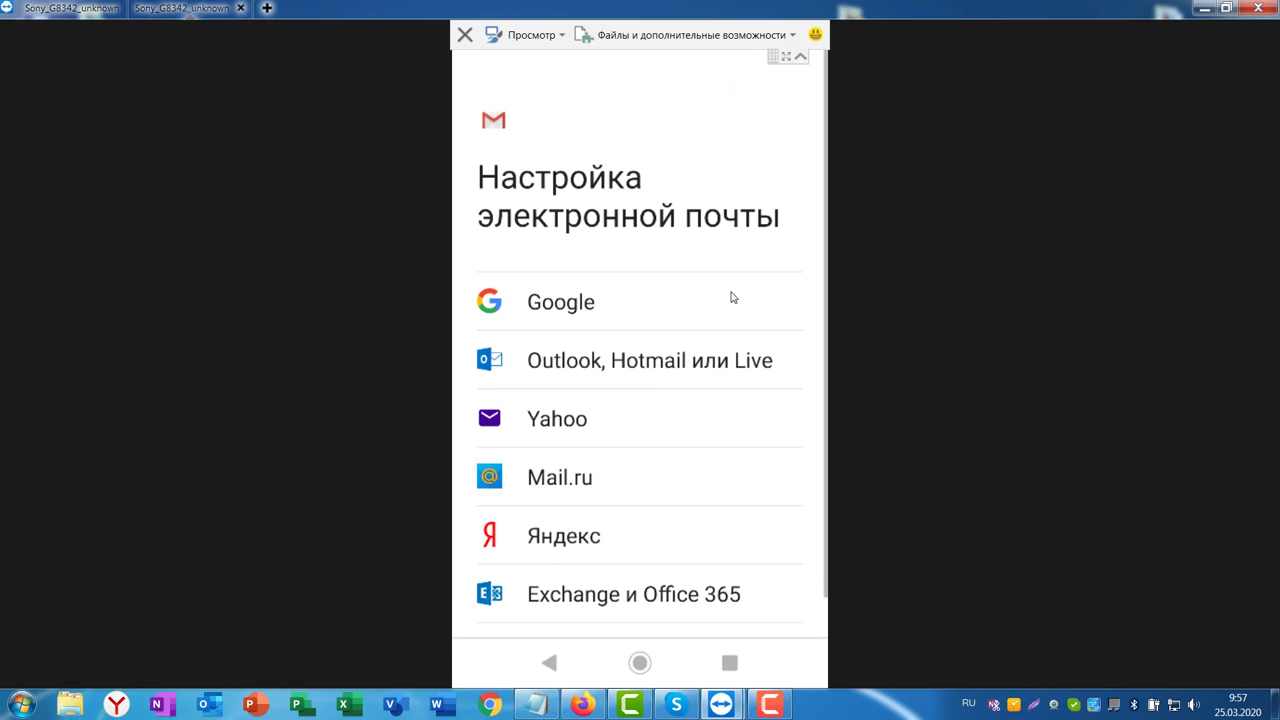 Sony_G8342_unknown
Sony_G8342_unknown
Просмотр
Файлы и дополнительные возможности
Настройка
электронной почты
Google
Outlook, Hotmail или Live
Yahoo
Mail.ru
Яндекс
Exchange и Office 365
RU
9:57
25.03.2020